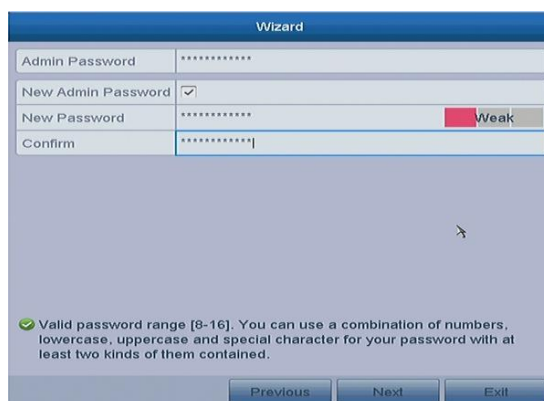 Wizard
Admin Password ************
New Admin Password
New Password ************ Weak
Confirm ************
Valid password range [8-16]. You can use a combination of numbers,
lowercase, uppercase and special character for your password with at
least two kinds of them contained.
Previous Next Exit